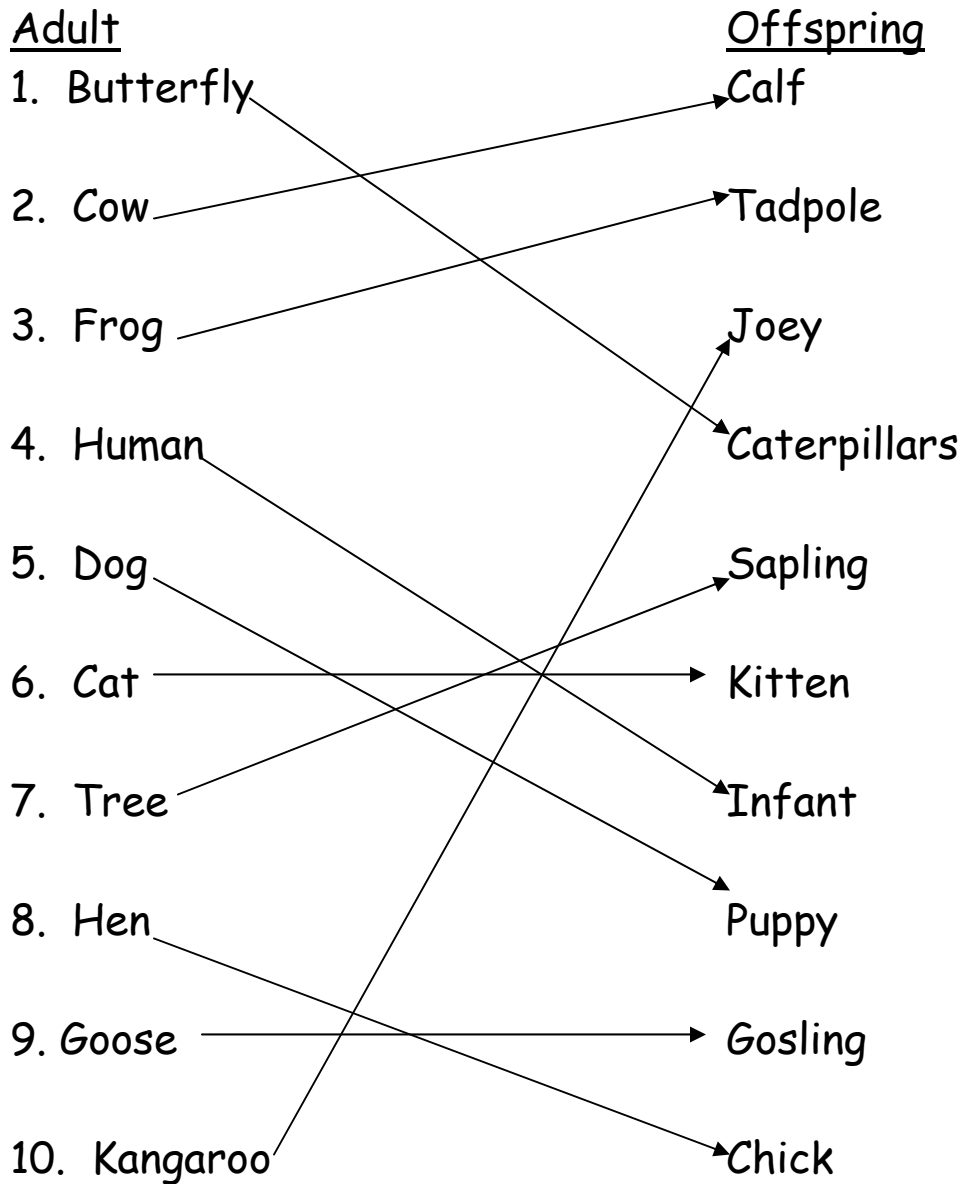 Adult Offspring
1. Butterfly Calf
2. Cow Tadpole
3. Frog Joey
4. Human Caterpillars
5. Dog Sapling
6. Cat Kitten
7. Tree Infant
8. Hen Puppy
9. Goose Gosling
10. Kangaroo Chick